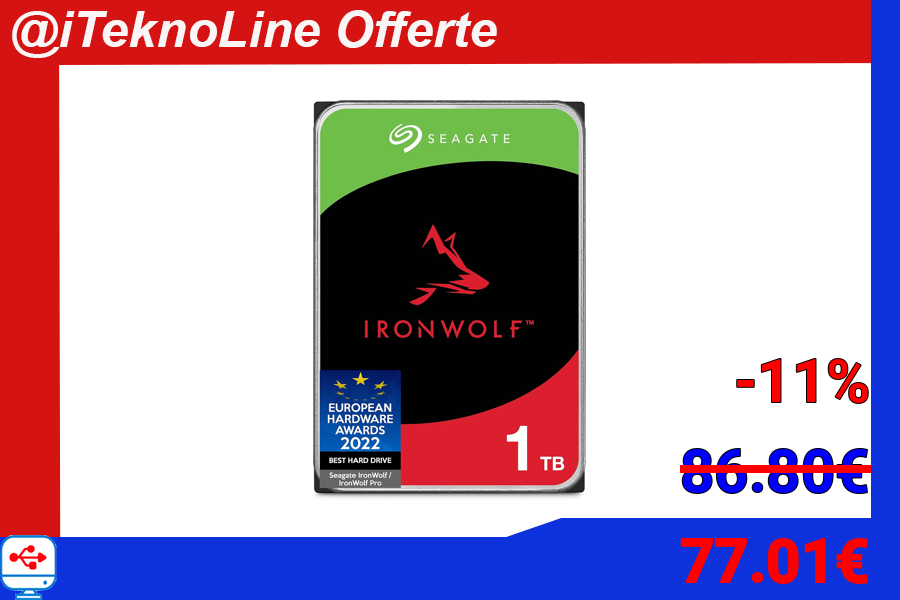 @iTeknoLine Offerte
SEAGATE
IRONWOLF™
EUROPEAN
HARDWARE
AWARDS
2022
BEST HARD DRIVE
Seagate IronWolf /
IronWolf Pro
1 TB
-11%
86.80€
77.01€